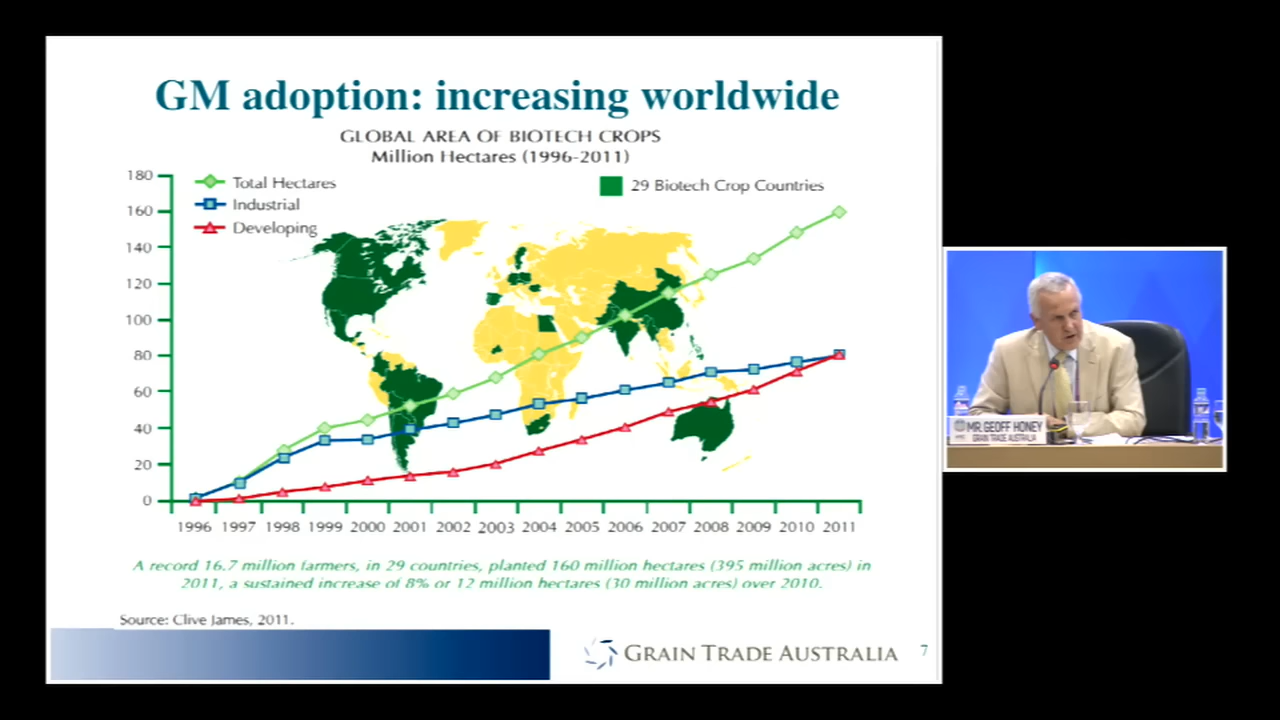 GM adoption: increasing worldwide
GLOBAL AREA OF BIOTECH CROPS
Million Hectares (1996-2011)
180
160
140
120
100
80
60
40
20
0
Total Hectares
Industrial
Developing
29 Biotech Crop Countries
1996 1997 1998 1999 2000 2001 2002 2003 2004 2005 2006 2007 2008 2009 2010 2011
A record 16.7 million farmers, in 29 countries, planted 160 million hectares (395 million acres) in
2011, a sustained increase of 8% or 12 million hectares (30 million acres) over 2010.
Source: Clive James, 2011.
GRAIN TRADE AUSTRALIA
7
MR. GEOFF HONEY
GRAIN TRADE AUSTRALIA